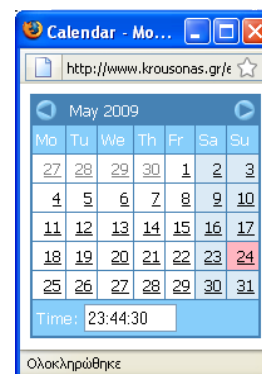 Calendar - Mo...
http://www.krousonas.gr/e
May 2009
Mo Tu We Th Fr Sa Su
27 28 29 30 1 2 3
4 5 6 7 8 9 10
11 12 13 14 15 16 17
18 19 20 21 22 23 24
25 26 27 28 29 30 31
Time: 23:44:30
Ολοκληρώθηκε